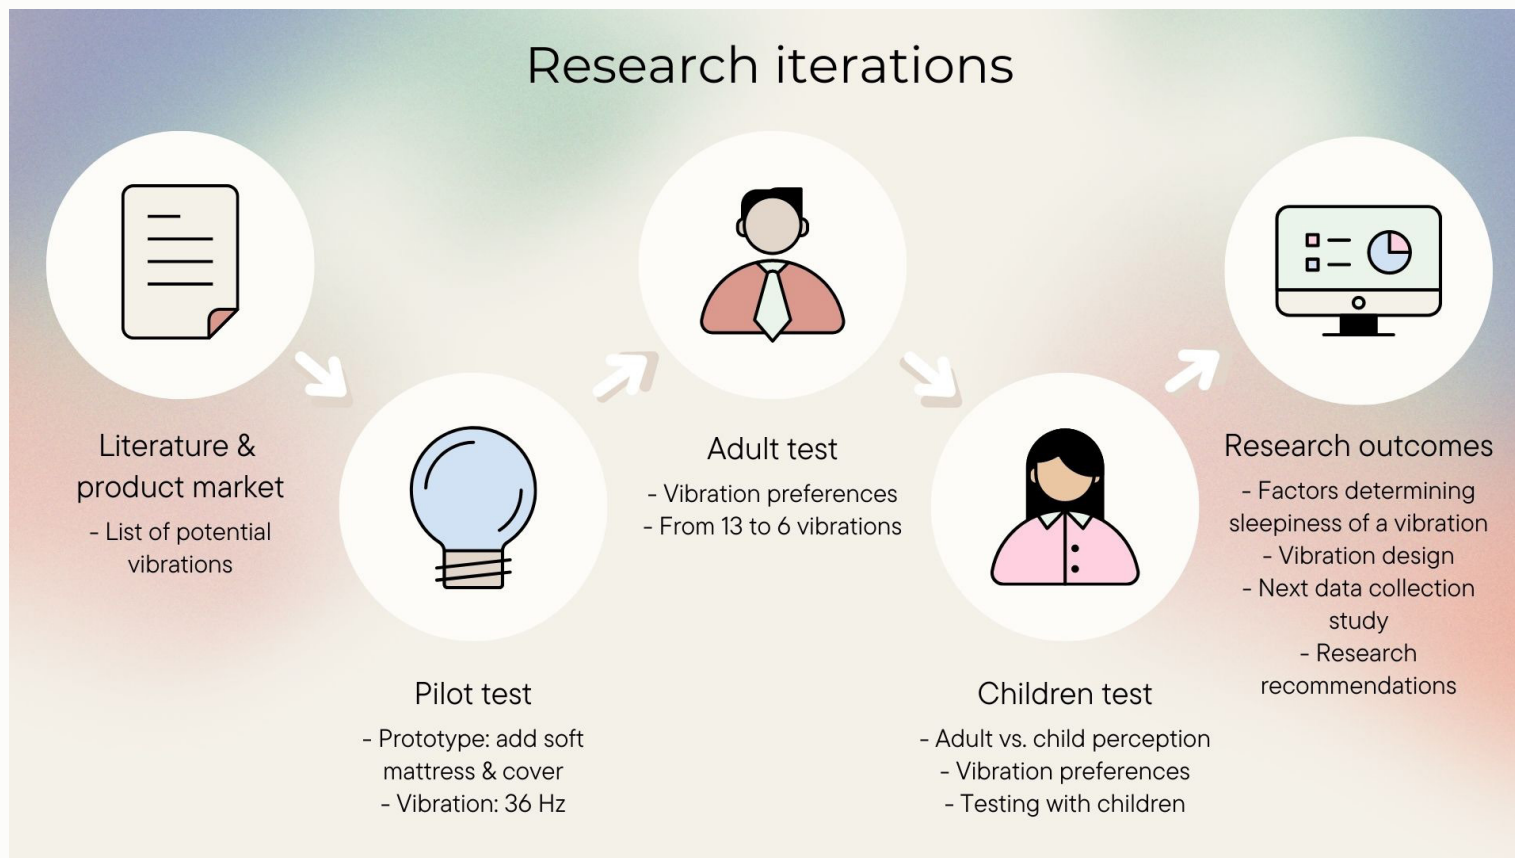 Research iterations
Literature &
product market
- List of potential
vibrations
Pilot test
- Prototype: add soft
mattress & cover
- Vibration: 36 Hz
Adult test
- Vibration preferences
- From 13 to 6 vibrations
Children test
- Adult vs. child perception
- Vibration preferences
- Testing with children
Research outcomes
- Factors determining
sleepiness of a vibration
- Vibration design
- Next data collection
study
- Research
recommendations